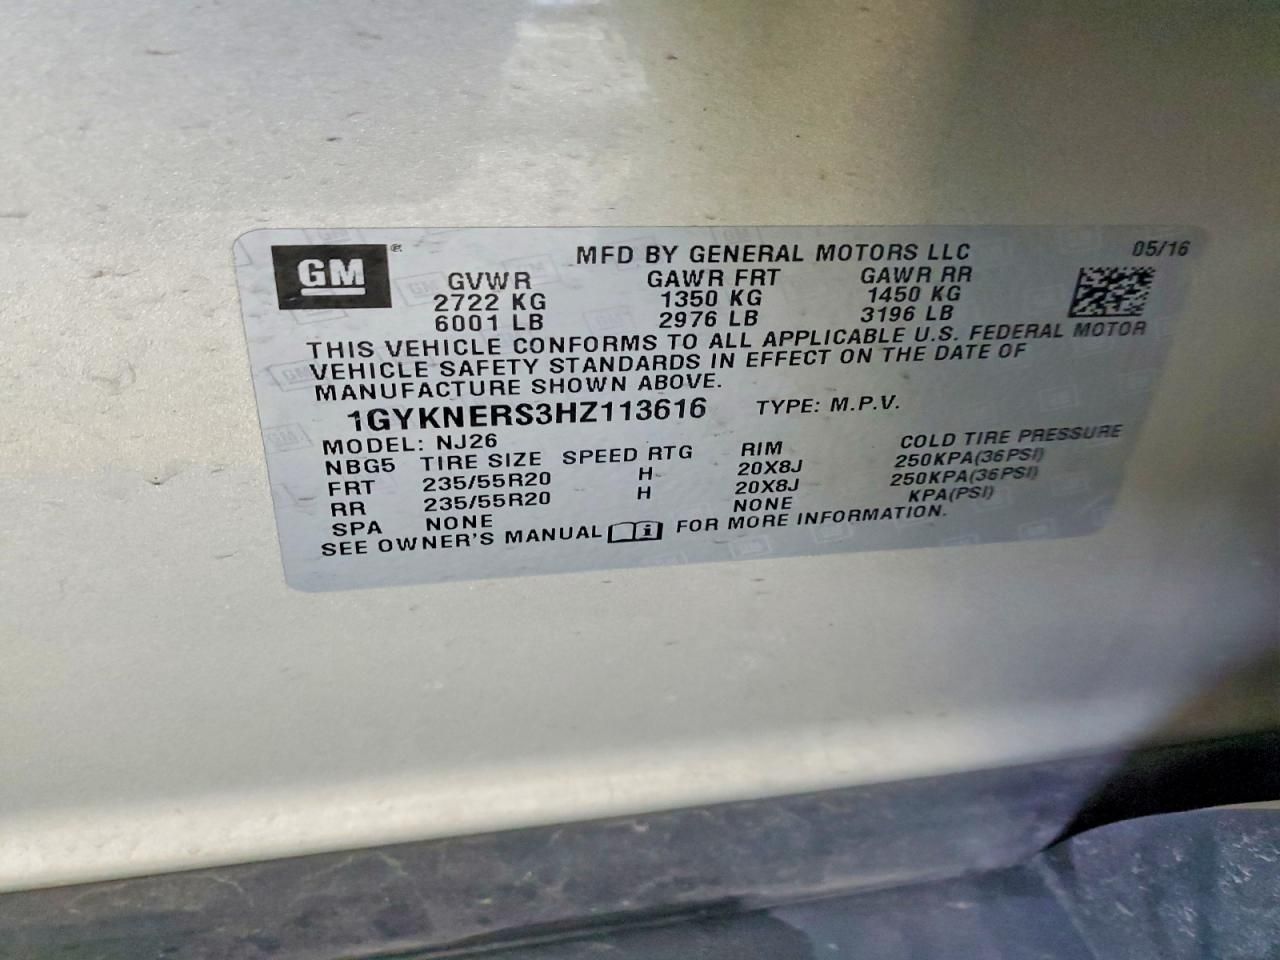 GM ®
MFD BY GENERAL MOTORS LLC 05/16
GVWR GAWR FRT GAWR RR
2722 KG 1350 KG 1450 KG
6001 LB 2976 LB 3196 LB
THIS VEHICLE CONFORMS TO ALL APPLICABLE U.S. FEDERAL MOTOR
VEHICLE SAFETY STANDARDS IN EFFECT ON THE DATE OF
MANUFACTURE SHOWN ABOVE.
1GYKNERS3HZ113616 TYPE: M.P.V.
MODEL: NJ26
NBG5 TIRE SIZE SPEED RTG RIM COLD TIRE PRESSURE
FRT 235/55R20 H 20X8J 250KPA(36PSI)
RR 235/55R20 H 20X8J 250KPA(36PSI)
SPA NONE NONE KPA(PSI)
SEE OWNER'S MANUAL i FOR MORE INFORMATION.